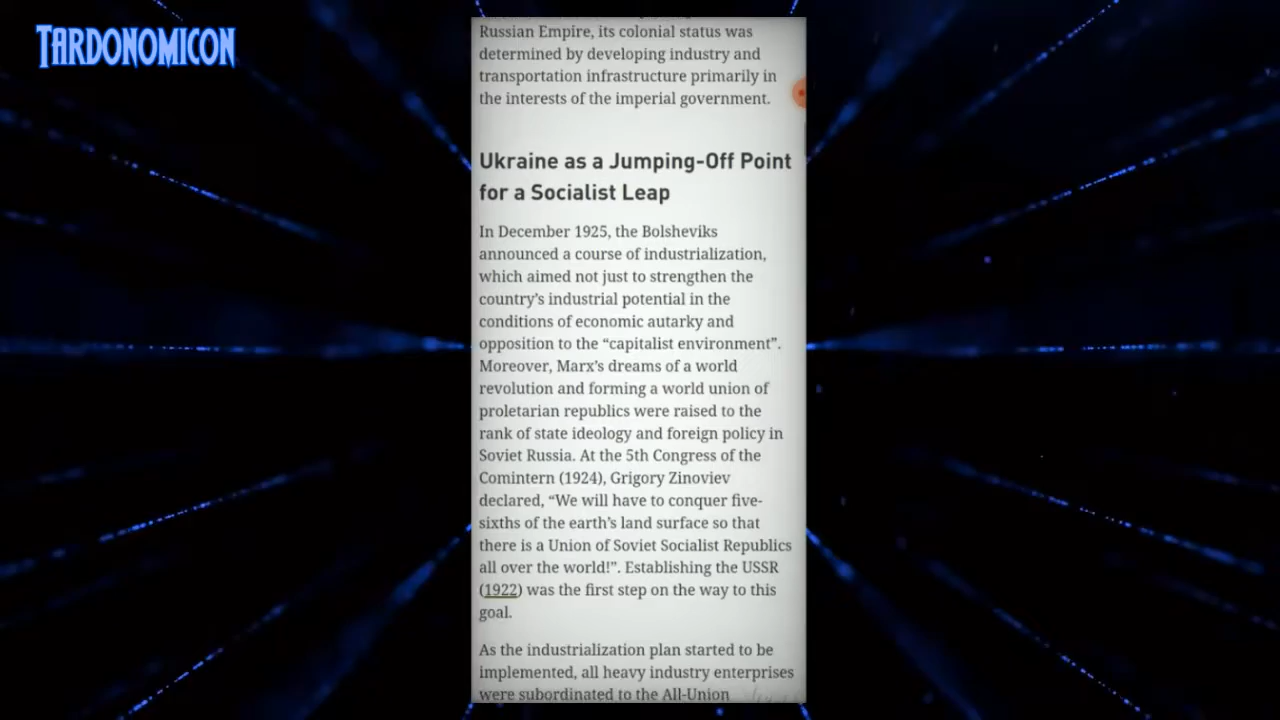 TARDONOMICON
Russian Empire, its colonial status was
determined by developing industry and
transportation infrastructure primarily in
the interests of the imperial government.
Ukraine as a Jumping-Off Point
for a Socialist Leap
In December 1925, the Bolsheviks
announced a course of industrialization,
which aimed not just to strengthen the
country's industrial potential in the
conditions of economic autarky and
opposition to the “capitalist environment”.
Moreover, Marx's dreams of a world
revolution and forming a world union of
proletarian republics were raised to the
rank of state ideology and foreign policy in
Soviet Russia. At the 5th Congress of the
Comintern (1924), Grigory Zinoviev
declared, “We will have to conquer five-
sixths of the earth's land surface so that
there is a Union of Soviet Socialist Republics
all over the world!”. Establishing the USSR
(1922) was the first step on the way to this
goal.
As the industrialization plan started to be
implemented, all heavy industry enterprises
were subordinated to the All-Union